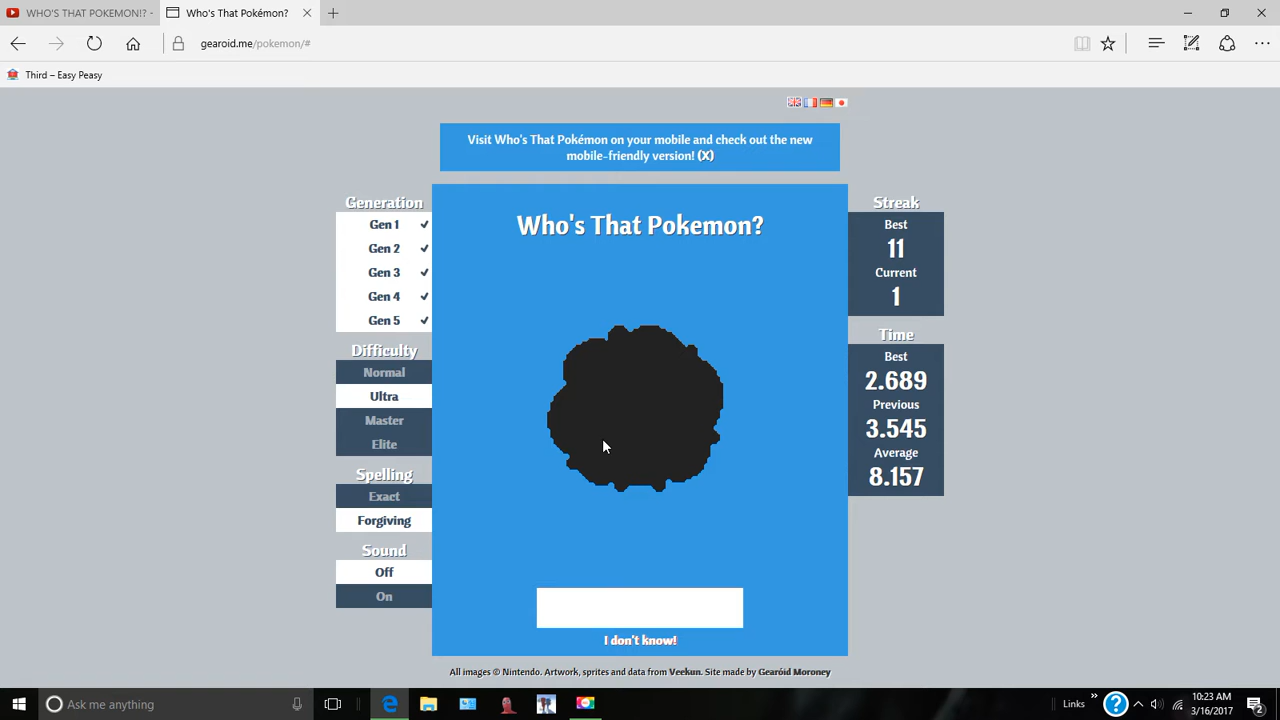 WHO'S THAT POKEMON!? -
Who's That Pokémon?
gearoid.me/pokemon/#
Third – Easy Peasy
Visit Who's That Pokémon on your mobile and check out the new
mobile-friendly version! (X)
Generation
Gen 1 ✓
Gen 2 ✓
Gen 3 ✓
Gen 4 ✓
Gen 5 ✓
Difficulty
Normal
Ultra
Master
Elite
Spelling
Exact
Forgiving
Sound
Off
On
Who's That Pokemon?
I don't know!
Streak
Best
11
Current
1
Time
Best
2.689
Previous
3.545
Average
8.157
All images © Nintendo. Artwork, sprites and data from Veekun. Site made by Gearóid Moroney
Ask me anything
Links
10:23 AM
3/16/2017
2